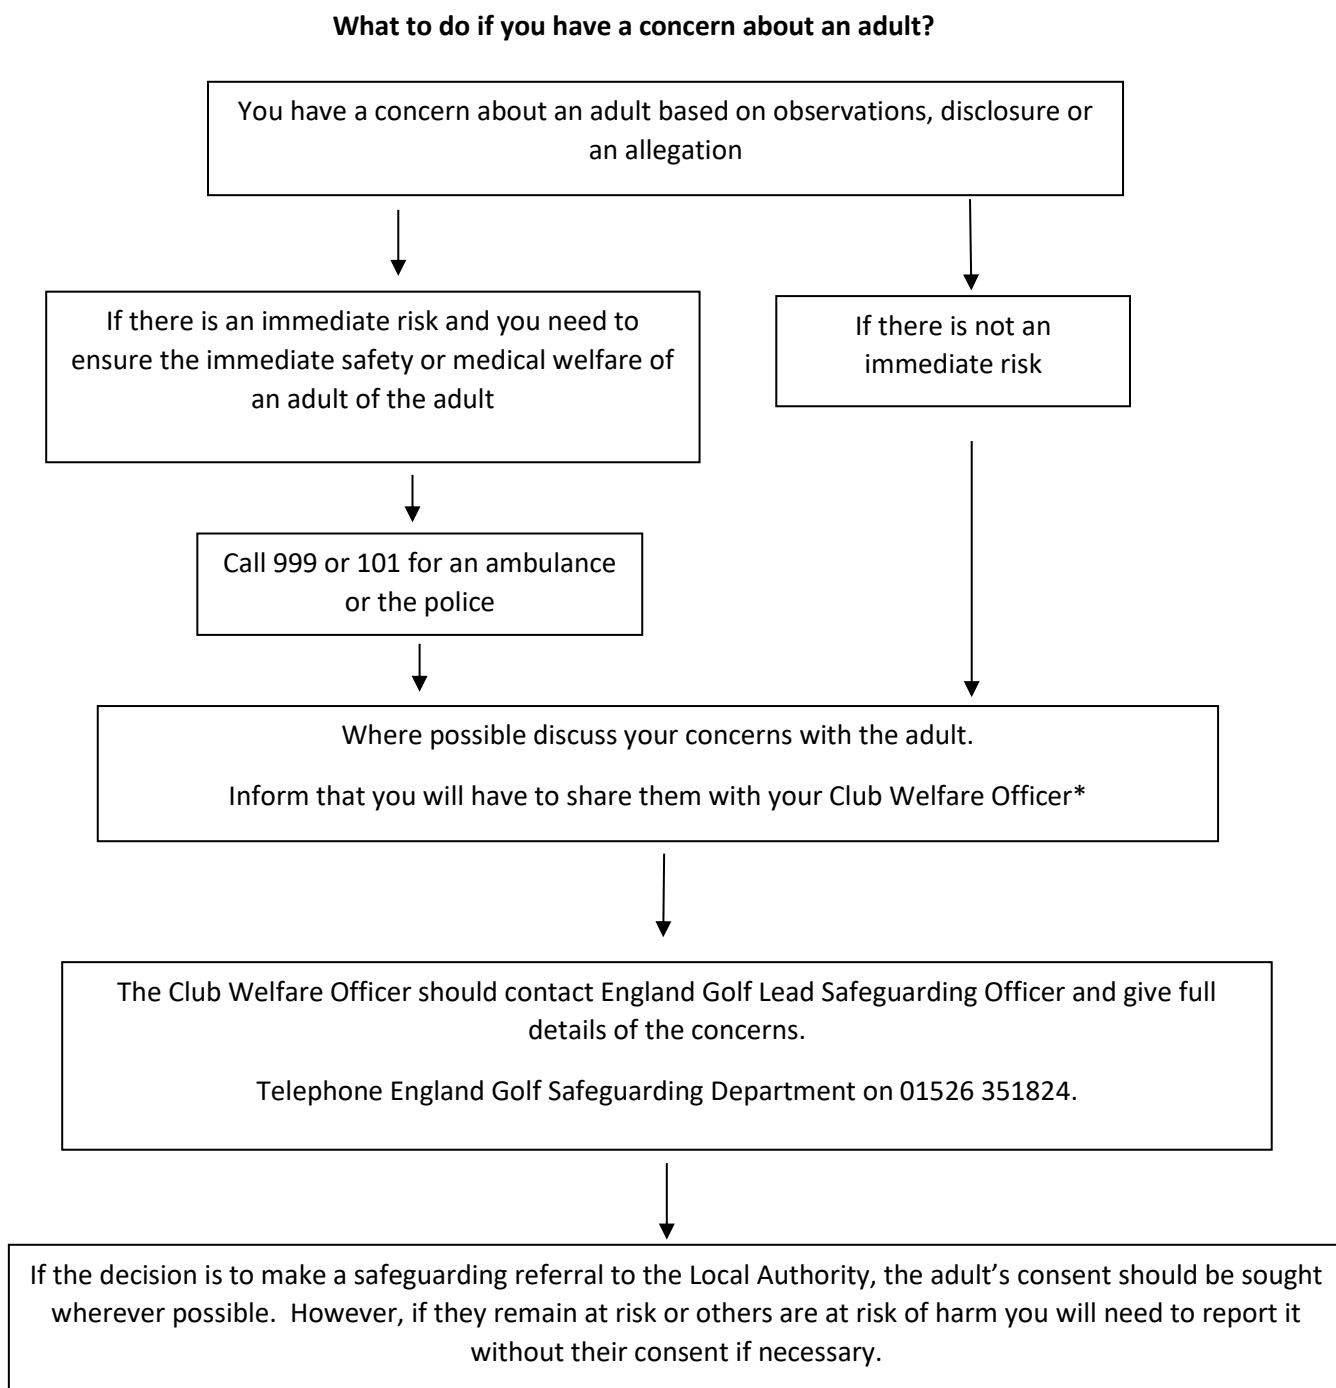 What to do if you have a concern about an adult?
You have a concern about an adult based on observations, disclosure or
an allegation
If there is an immediate risk and you need to
ensure the immediate safety or medical welfare of
an adult of the adult
If there is not an
immediate risk
Call 999 or 101 for an ambulance
or the police
Where possible discuss your concerns with the adult.
Inform that you will have to share them with your Club Welfare Officer*
The Club Welfare Officer should contact England Golf Lead Safeguarding Officer and give full
details of the concerns.
Telephone England Golf Safeguarding Department on 01526 351824.
If the decision is to make a safeguarding referral to the Local Authority, the adult’s consent should be sought
wherever possible.  However, if they remain at risk or others are at risk of harm you will need to report it
without their consent if necessary.